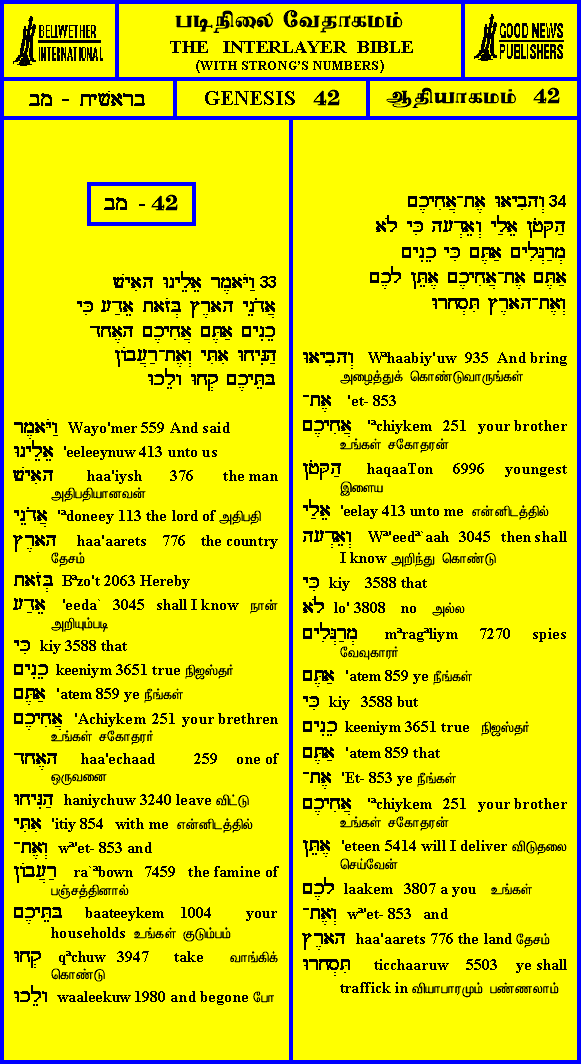 BELLWETHER
INTERNATIONAL
படிநிலை வேதாகமம்
THE INTERLAYER BIBLE
(WITH STRONG'S NUMBERS)
GOOD NEWS
PUBLISHERS
בראשית - מב
GENESIS 42
ஆதியாகமம் 42
42 - מב
33 וַיֹּאמֶר אֵלֵינוּ הָאִישׁ
אֲדֹנֵי הָאָרֶץ בְּזֹאת אֵדַע כִּי
כֵנִים אַתֶּם אֲחִיכֶם הָאֶחָד
הַנִּיחוּ אִתִּי וְאֶת־רַעֲבוֹן
בָּתֵּיכֶם קְחוּ וָלֵכוּ
וַיֹּאמֶר Wayo'mer 559 And said
אֵלֵינוּ 'eeleeynuw 413 unto us
הָאִישׁ haa'iysh 376 the man
அதிபதியானவன்
אֲדֹנֵי 'ªdoneey 113 the lord of அதிபதி
הָאָרֶץ haa'aarets 776 the country
தேசம்
בְּזֹאת Bªzo't 2063 Hereby
אֵדַע 'eeda` 3045 shall I know நான்
அறியும்படி
כִּי kiy 3588 that
כֵנִים keeniym 3651 true நிஜஸ்தர்
אַתֶּם 'atem 859 ye நீங்கள்
אֲחִיכֶם 'Achiykem 251 your brethren
உங்கள் சகோதரர்
הָאֶחָד haa'echaad 259 one of
ஒருவனை
הַנִּיחוּ haniychuw 3240 leave விட்டு
אִתִּי 'itiy 854 with me என்னிடத்தில்
וְאֶת־ wª'et- 853 and
רַעֲבוֹן ra`ªbown 7459 the famine of
பஞ்சத்தினால்
בָּתֵּיכֶם baateeykem 1004 your
households உங்கள் குடும்பம்
קְחוּ qªchuw 3947 take வாங்கிக்
கொண்டு
וָלֵכוּ waaleekuw 1980 and begone போ
34 וְהָבִיאוּ אֶת־אֲחִיכֶם
הַקָּטֹן אֵלַי וְאֵדְעָה כִּי לֹא
מְרַגְּלִים אַתֶּם כִּי כֵנִים
אַתֶּם אֶת־אֲחִיכֶם אֶתֵּן לָכֶם
וְאֶת־הָאָרֶץ תִּסְחָרוּ
וְהָבִיאוּ Wªhaabiy'uw 935 And bring
அழைத்துக் கொண்டுவாருங்கள்
אֶת־ 'et- 853
אֲחִיכֶם 'ªchiykem 251 your brother
உங்கள் சகோதரன்
הַקָּטֹן haqaaTon 6996 youngest
இளைய
אֵלַי 'eelay 413 unto me என்னிடத்தில்
וְאֵדְעָה Wª'eedª`aah 3045 then shall
I know அறிந்து கொண்டு
כִּי kiy 3588 that
לֹא lo' 3808 no அல்ல
מְרַגְּלִים mªragªliym 7270 spies
வேவுகாரர்
אַתֶּם 'atem 859 ye நீங்கள்
כִּי kiy 3588 but
כֵנִים keeniym 3651 true நிஜஸ்தர்
אַתֶּם 'atem 859 that
אֶת־ 'Et- 853 ye நீங்கள்
אֲחִיכֶם 'ªchiykem 251 your brother
உங்கள் சகோதரன்
אֶתֵּן 'eteen 5414 will I deliver விடுதலை
செய்வேன்
לָכֶם laakem 3807 a you உங்கள்
וְאֶת־ wª'et- 853 and
הָאָרֶץ haa'aarets 776 the land தேசம்
תִּסְחָרוּ ticchaaruw 5503 ye shall
traffick in வியாபாரமும் பண்ணலாம்